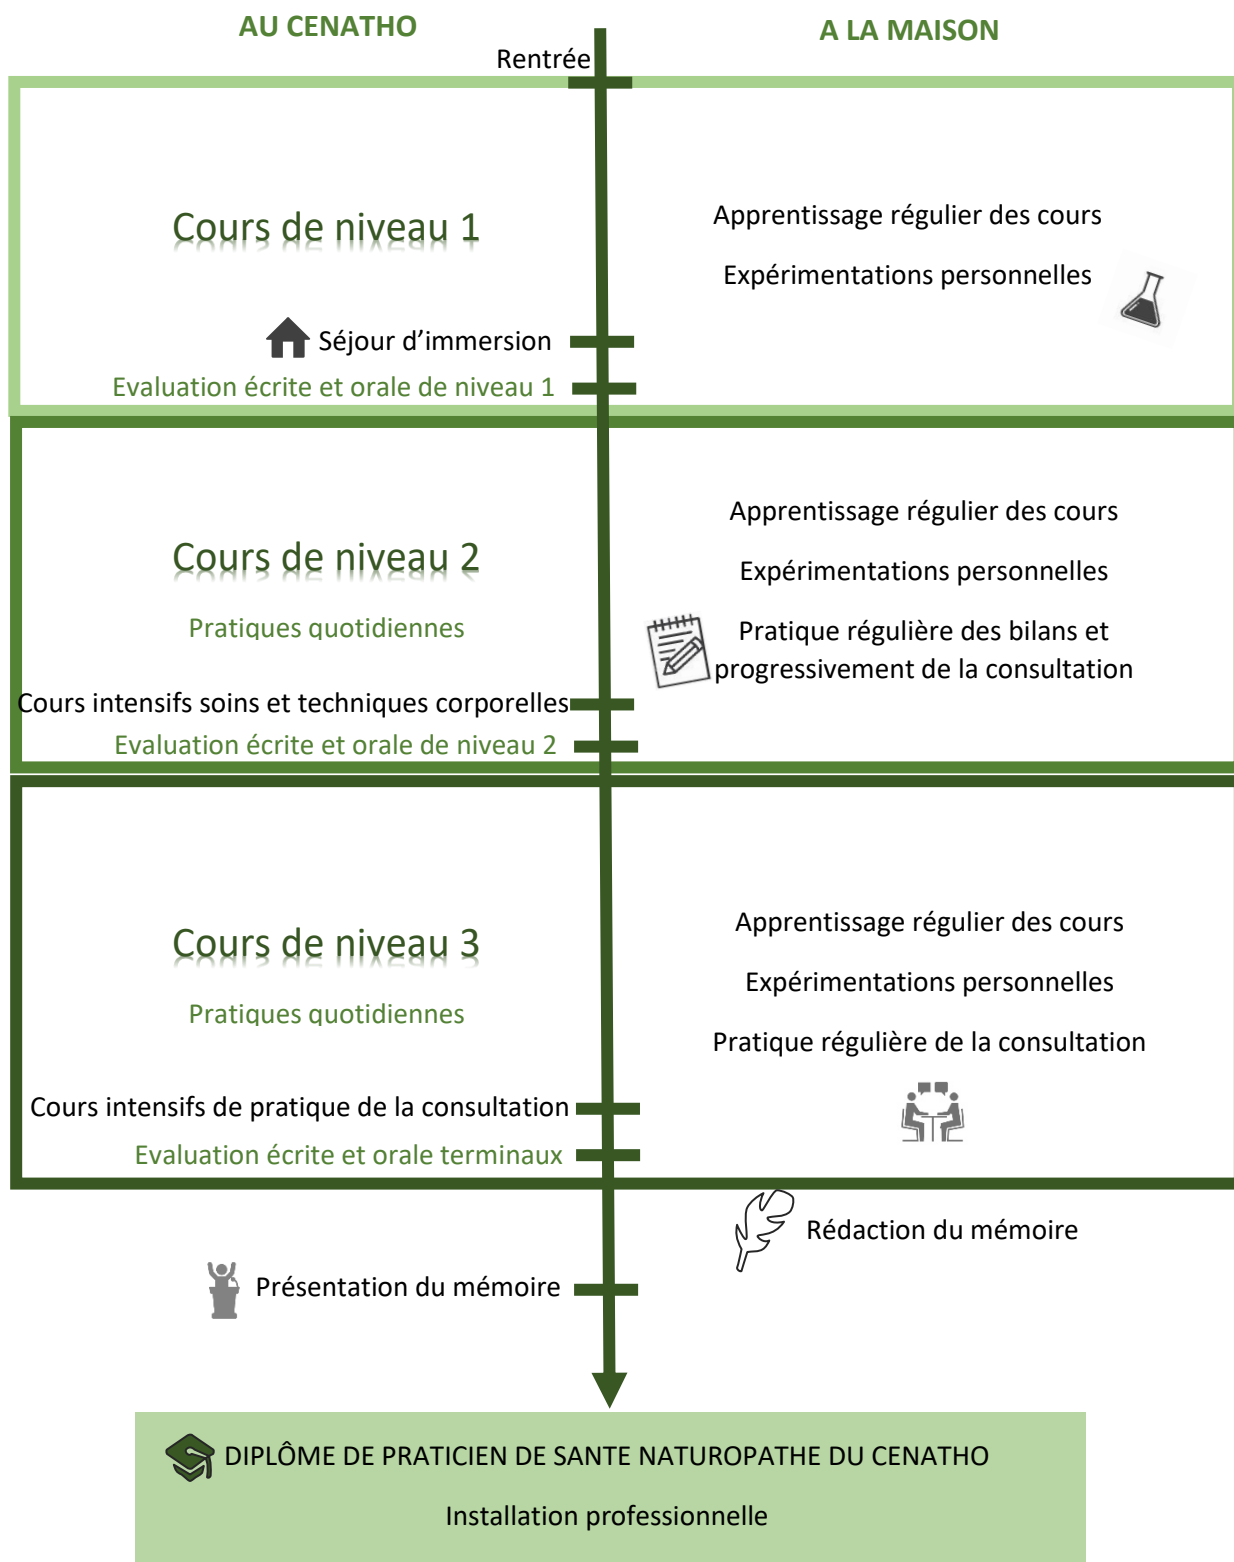 AU CENATHO
A LA MAISON
Rentrée
Cours de niveau 1
Apprentissage régulier des cours
Expérimentations personnelles
Séjour d’immersion
Evaluation écrite et orale de niveau 1
Cours de niveau 2
Pratiques quotidiennes
Apprentissage régulier des cours
Expérimentations personnelles
Pratique régulière des bilans et
progressivement de la consultation
Cours intensifs soins et techniques corporelles
Evaluation écrite et orale de niveau 2
Cours de niveau 3
Pratiques quotidiennes
Apprentissage régulier des cours
Expérimentations personnelles
Pratique régulière de la consultation
Cours intensifs de pratique de la consultation
Evaluation écrite et orale terminaux
Rédaction du mémoire
Présentation du mémoire
DIPLÔME DE PRATICIEN DE SANTE NATUROPATHE DU CENATHO
Installation professionnelle